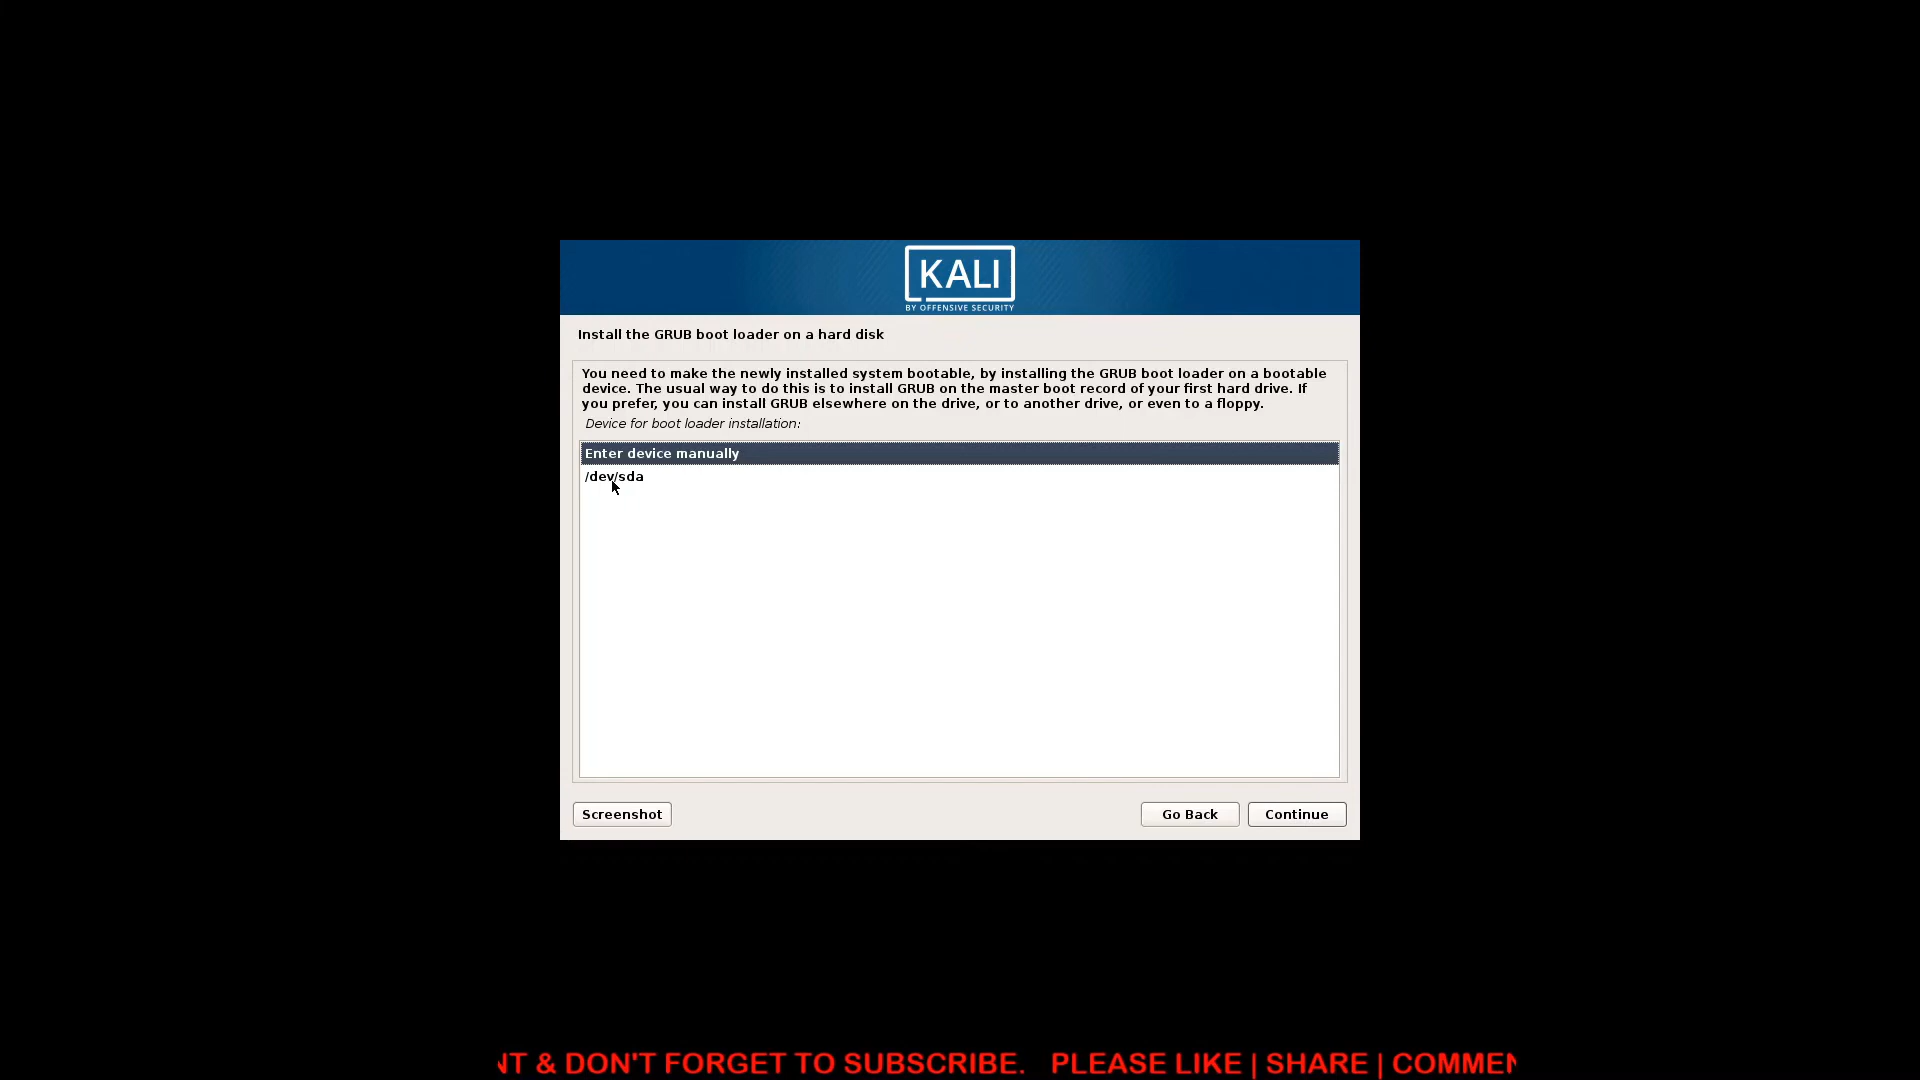 KALI
BY OFFENSIVE SECURITY
Install the GRUB boot loader on a hard disk
You need to make the newly installed system bootable, by installing the GRUB boot loader on a bootable
device. The usual way to do this is to install GRUB on the master boot record of your first hard drive. If
you prefer, you can install GRUB elsewhere on the drive, or to another drive, or even to a floppy.
Device for boot loader installation:
Enter device manually
/dev/sda
Screenshot
Go Back
Continue
NT & DON'T FORGET TO SUBSCRIBE. PLEASE LIKE | SHARE | COMMEN